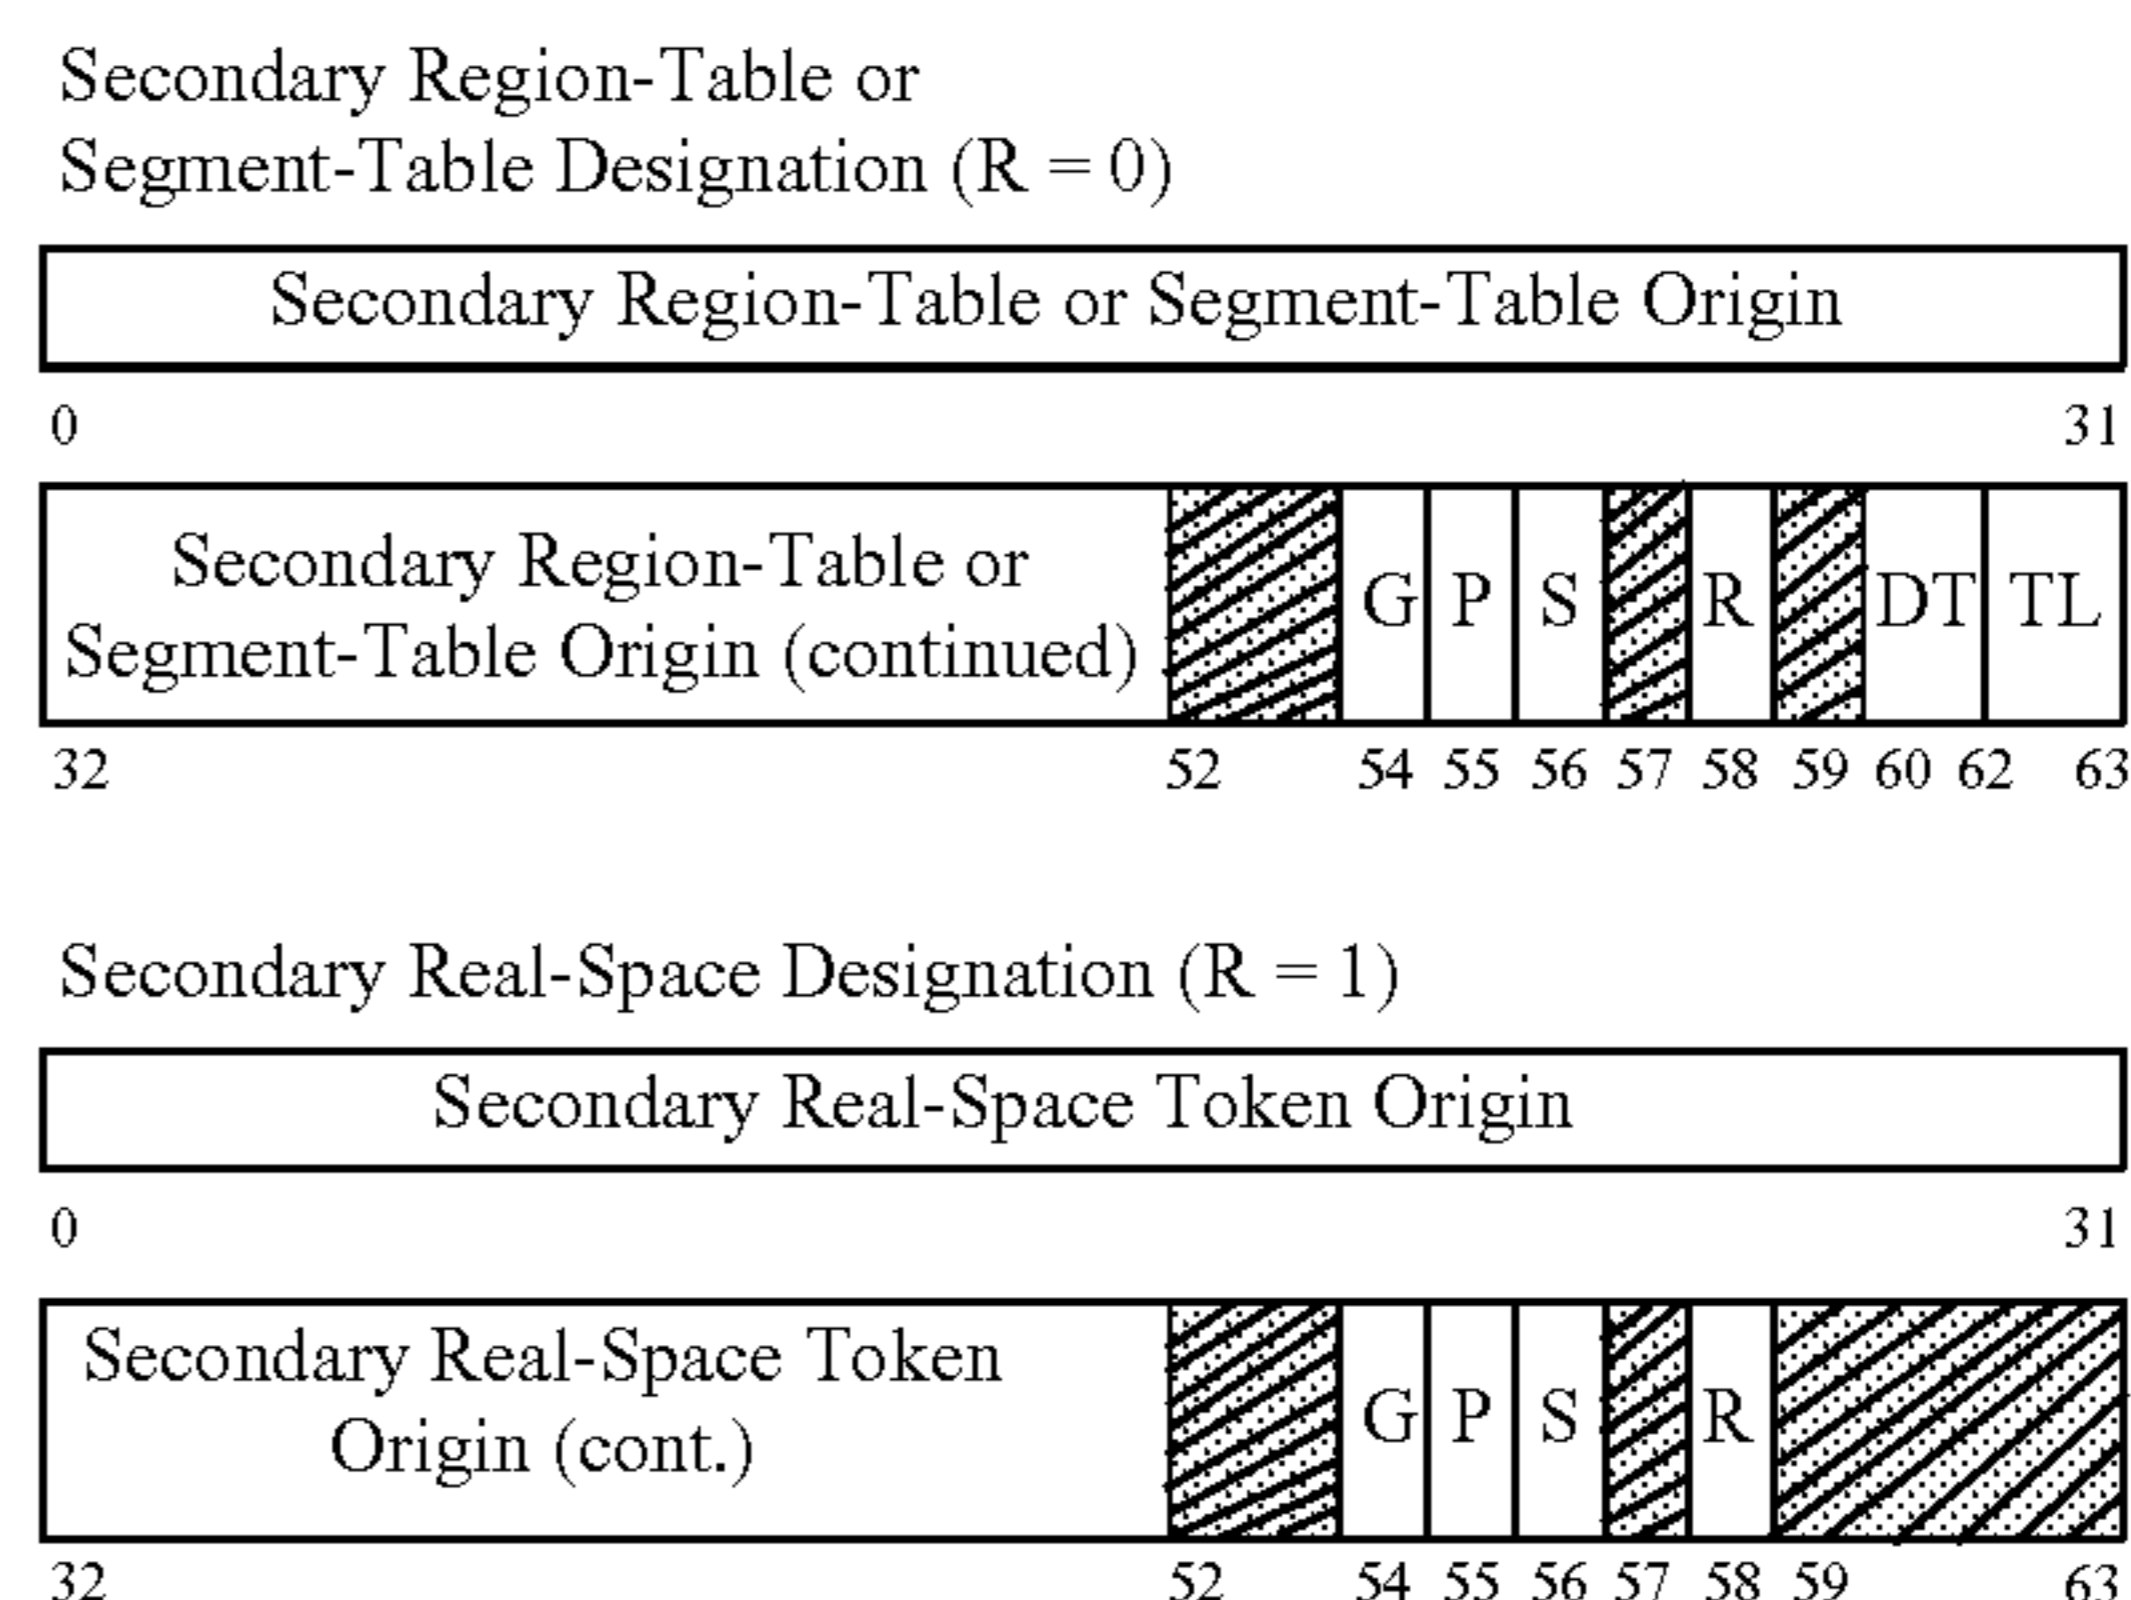 Secondary Region-Table or
Segment-Table Designation (R = 0)
Secondary Region-Table or Segment-Table Origin
0 31
Secondary Region-Table or
Segment-Table Origin (continued)
G P S R DT TL
32 52 54 55 56 57 58 59 60 62 63
Secondary Real-Space Designation (R = 1)
Secondary Real-Space Token Origin
0 31
Secondary Real-Space Token
Origin (cont.)
G P S R
32 52 54 55 56 57 58 59 63